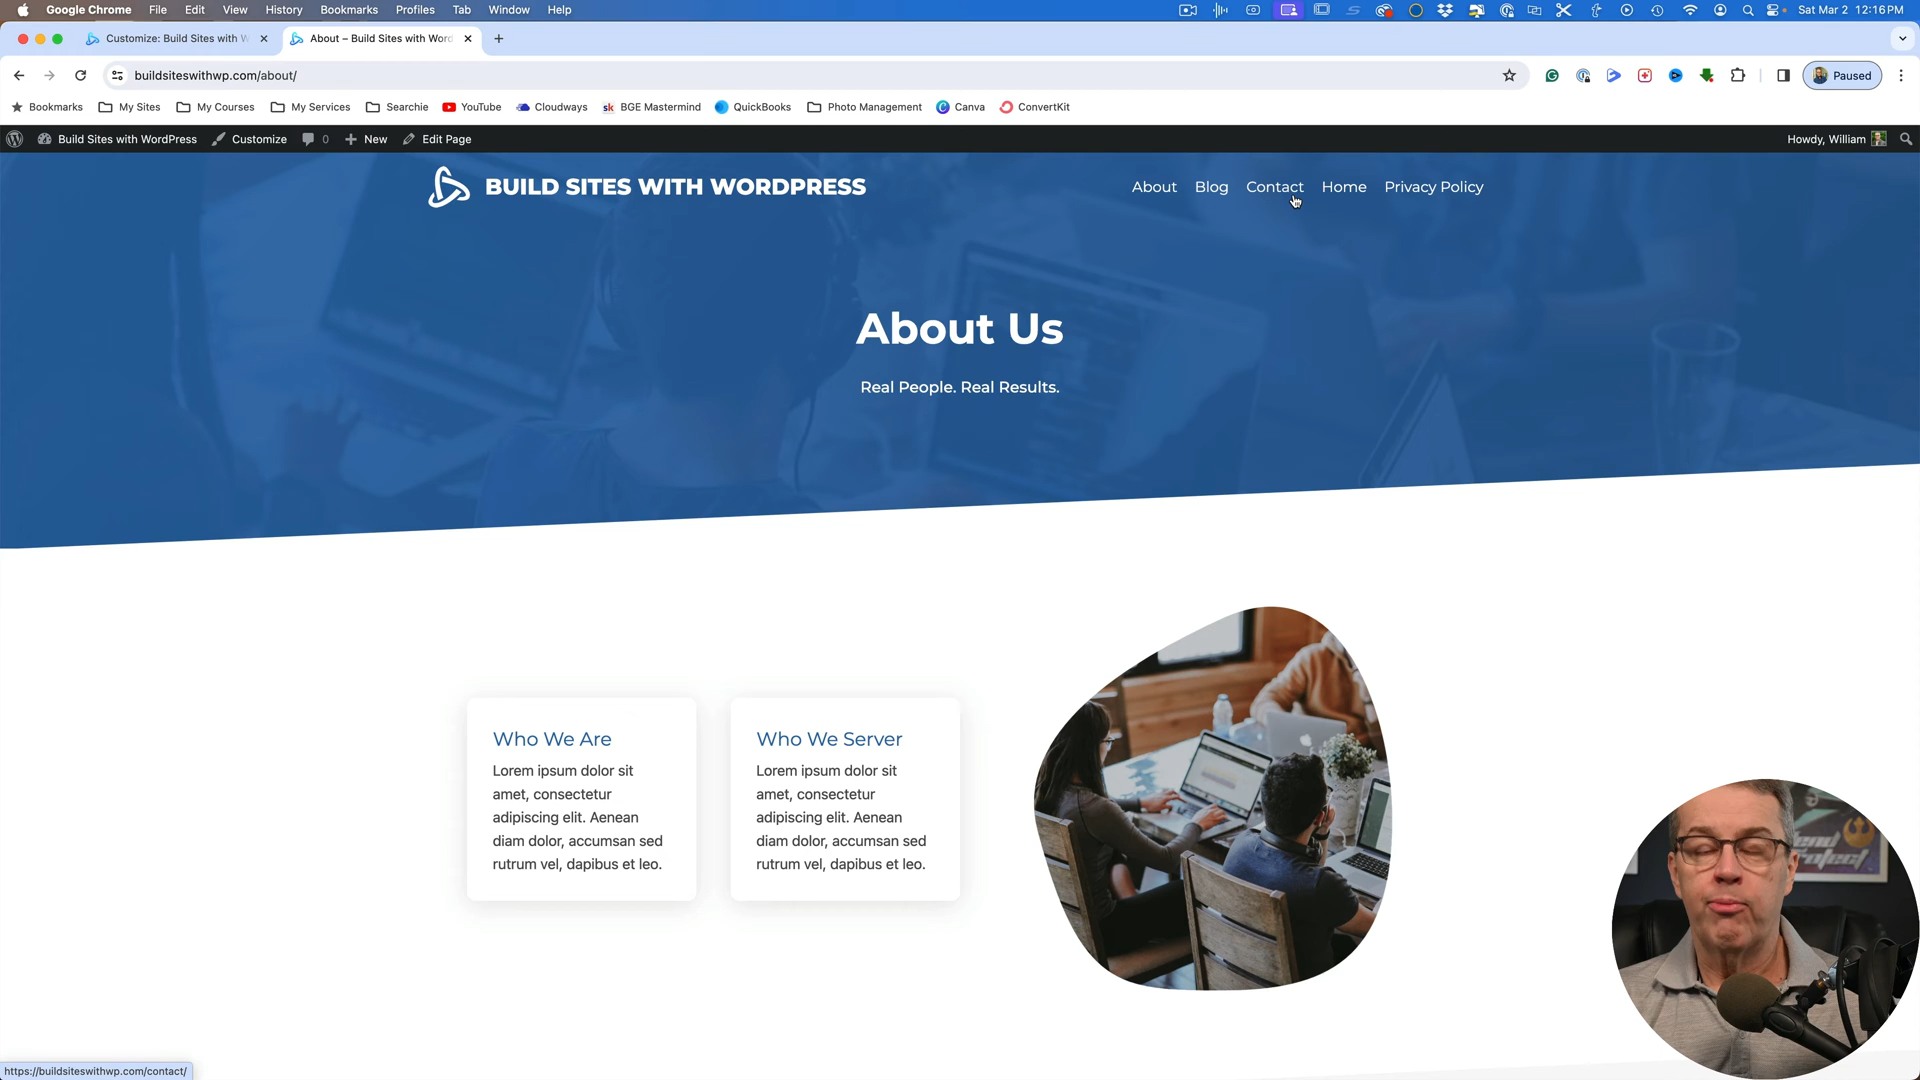 Google Chrome File Edit View History Bookmarks Profiles Tab Window Help Sat Mar 2 12:16 PM
Customize: Build Sites with W About – Build Sites with Word
buildsiteswithwp.com/about/ Paused
Bookmarks My Sites My Courses My Services Searchie YouTube Cloudways sk BGE Mastermind QuickBooks Photo Management Canva ConvertKit
Build Sites with WordPress Customize 0 New Edit Page Howdy, William
BUILD SITES WITH WORDPRESS About Blog Contact Home Privacy Policy
About Us
Real People. Real Results.
Who We Are
Lorem ipsum dolor sit
amet, consectetur
adipiscing elit. Aenean
diam dolor, accumsan sed
rutrum vel, dapibus et leo.
Who We Server
Lorem ipsum dolor sit
amet, consectetur
adipiscing elit. Aenean
diam dolor, accumsan sed
rutrum vel, dapibus et leo.
https://buildsiteswithwp.com/contact/